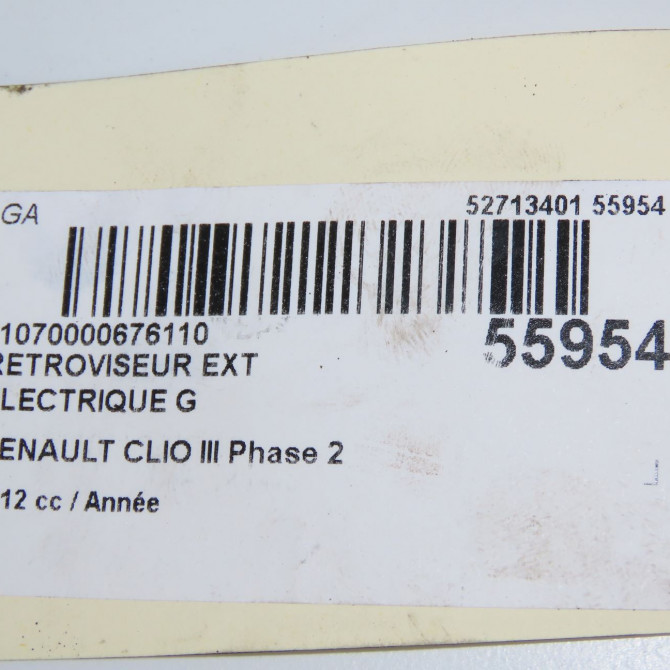 GA
52713401 55954
1070000676110
55954
RETROVISEUR EXT
LECTRIQUE G
ENAULT CLIO III Phase 2
12 cc / Année